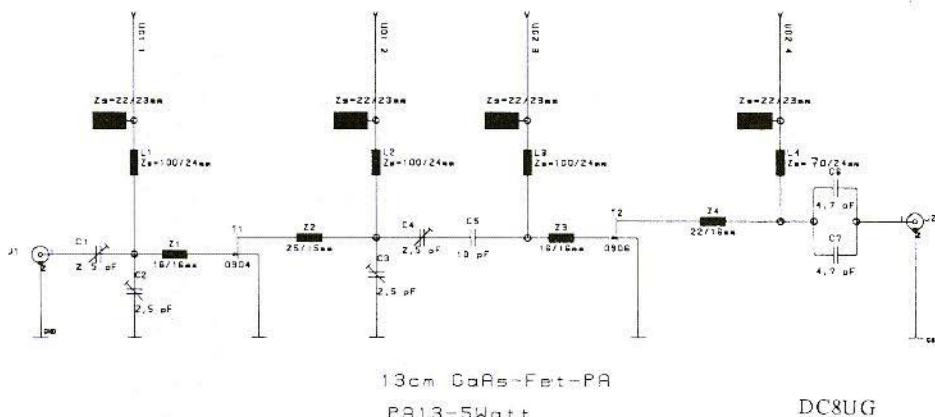 UD1 1
UD1 2
UD2 3
UD2 4
Zs=22/23mm
Zs=22/23mm
Zs=22/23mm
Zs=22/23mm
L1
Zs=100/24mm
L2
Zs=100/24mm
L3
Zs=100/24mm
L4
Zs= 70/24mm
C6
4,7 pF
C7
4,7 pF
J1
C1
2,5 pF
Z1
16/16mm
C2
2,5 pF
T1
0904
Z2
25/15mm
C3
2,5 pF
C4
2,5 pF
C5
10 pF
Z3
16/16mm
T2
0906
Z4
22/16mm
GND
13cm GaAs-Fet-PA
PA13-5Watt
DC8UG